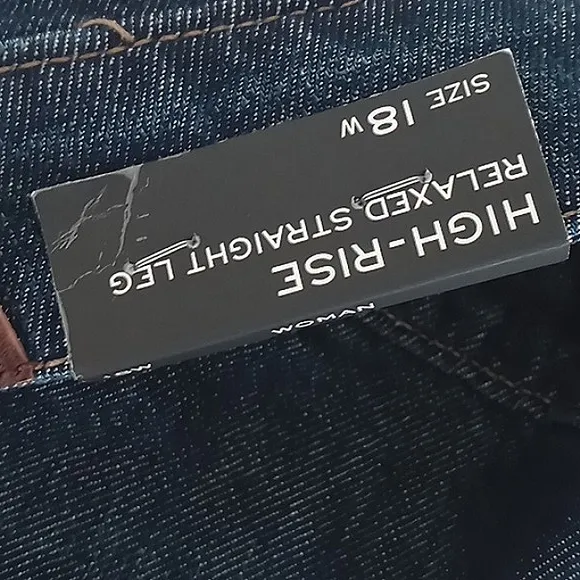 WOMAN
HIGH-RISE
RELAXED STRAIGHT LEG
SIZE 18W